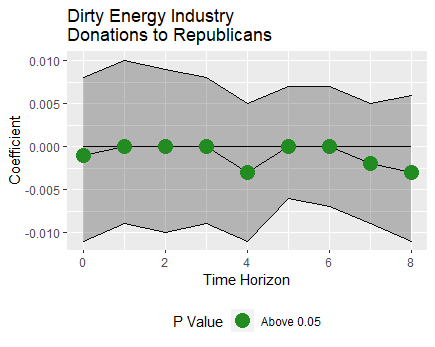 Dirty Energy Industry
Donations to Republicans
0.010
0.005
0.000
-0.005
-0.010
Coefficient
0 2 4 6 8
Time Horizon
P Value Above 0.05